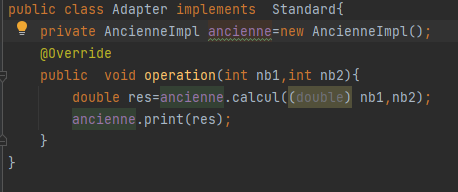 public class Adapter implements  Standard{
    private AncienneImpl ancienne=new AncienneImpl();
    @Override
    public  void operation(int nb1,int nb2){
        double res=ancienne.calcul((double) nb1,nb2);
        ancienne.print(res);
    }
}